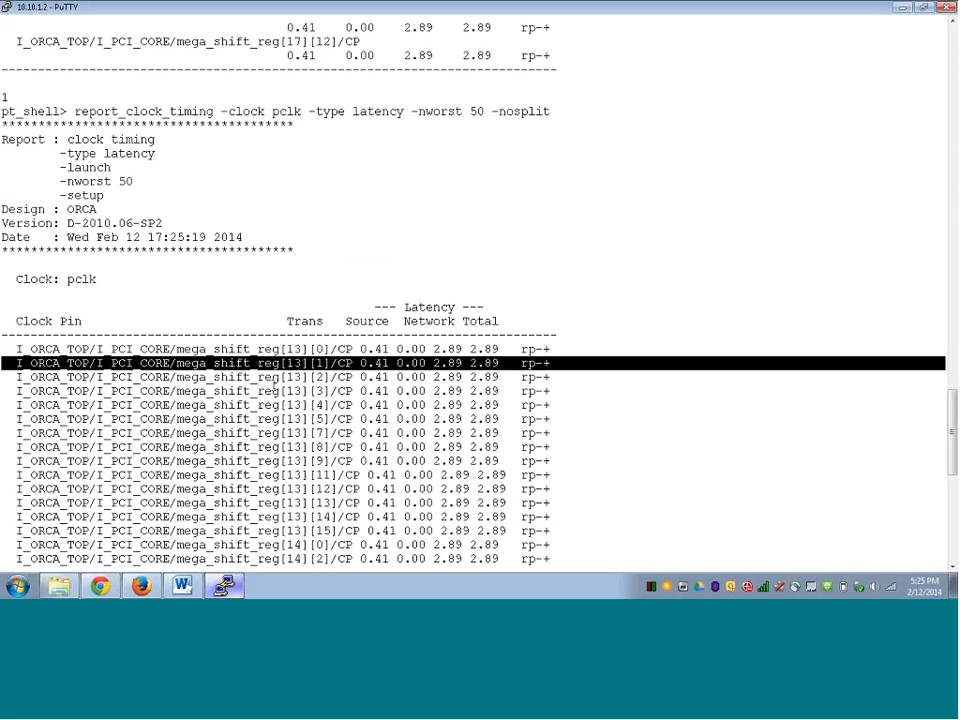 10.10.1.2 - PuTTY
0.41 0.00 2.89 2.89 rp-+
I_ORCA_TOP/I_PCI_CORE/mega_shift_reg[17][12]/CP
0.41 0.00 2.89 2.89 rp-+
----------------------------------------------------------------------------
1
pt_shell> report_clock_timing -clock pclk -type latency -nworst 50 -nosplit
****************************************
Report : clock timing
-type latency
-launch
-nworst 50
-setup
Design : ORCA
Version: D-2010.06-SP2
Date : Wed Feb 12 17:25:19 2014
****************************************
Clock: pclk
--- Latency ---
Clock Pin Trans Source Network Total
----------------------------------------------------------------------------
I_ORCA_TOP/I_PCI_CORE/mega_shift_reg[13][0]/CP 0.41 0.00 2.89 2.89 rp-+
I_ORCA_TOP/I_PCI_CORE/mega_shift_reg[13][1]/CP 0.41 0.00 2.89 2.89 rp-+
I_ORCA_TOP/I_PCI_CORE/mega_shift_reg[13][2]/CP 0.41 0.00 2.89 2.89 rp-+
I_ORCA_TOP/I_PCI_CORE/mega_shift_reg[13][3]/CP 0.41 0.00 2.89 2.89 rp-+
I_ORCA_TOP/I_PCI_CORE/mega_shift_reg[13][4]/CP 0.41 0.00 2.89 2.89 rp-+
I_ORCA_TOP/I_PCI_CORE/mega_shift_reg[13][5]/CP 0.41 0.00 2.89 2.89 rp-+
I_ORCA_TOP/I_PCI_CORE/mega_shift_reg[13][7]/CP 0.41 0.00 2.89 2.89 rp-+
I_ORCA_TOP/I_PCI_CORE/mega_shift_reg[13][8]/CP 0.41 0.00 2.89 2.89 rp-+
I_ORCA_TOP/I_PCI_CORE/mega_shift_reg[13][9]/CP 0.41 0.00 2.89 2.89 rp-+
I_ORCA_TOP/I_PCI_CORE/mega_shift_reg[13][11]/CP 0.41 0.00 2.89 2.89 rp-+
I_ORCA_TOP/I_PCI_CORE/mega_shift_reg[13][12]/CP 0.41 0.00 2.89 2.89 rp-+
I_ORCA_TOP/I_PCI_CORE/mega_shift_reg[13][13]/CP 0.41 0.00 2.89 2.89 rp-+
I_ORCA_TOP/I_PCI_CORE/mega_shift_reg[13][14]/CP 0.41 0.00 2.89 2.89 rp-+
I_ORCA_TOP/I_PCI_CORE/mega_shift_reg[13][15]/CP 0.41 0.00 2.89 2.89 rp-+
I_ORCA_TOP/I_PCI_CORE/mega_shift_reg[14][0]/CP 0.41 0.00 2.89 2.89 rp-+
I_ORCA_TOP/I_PCI_CORE/mega_shift_reg[14][2]/CP 0.41 0.00 2.89 2.89 rp-+
5:25 PM
2/12/2014